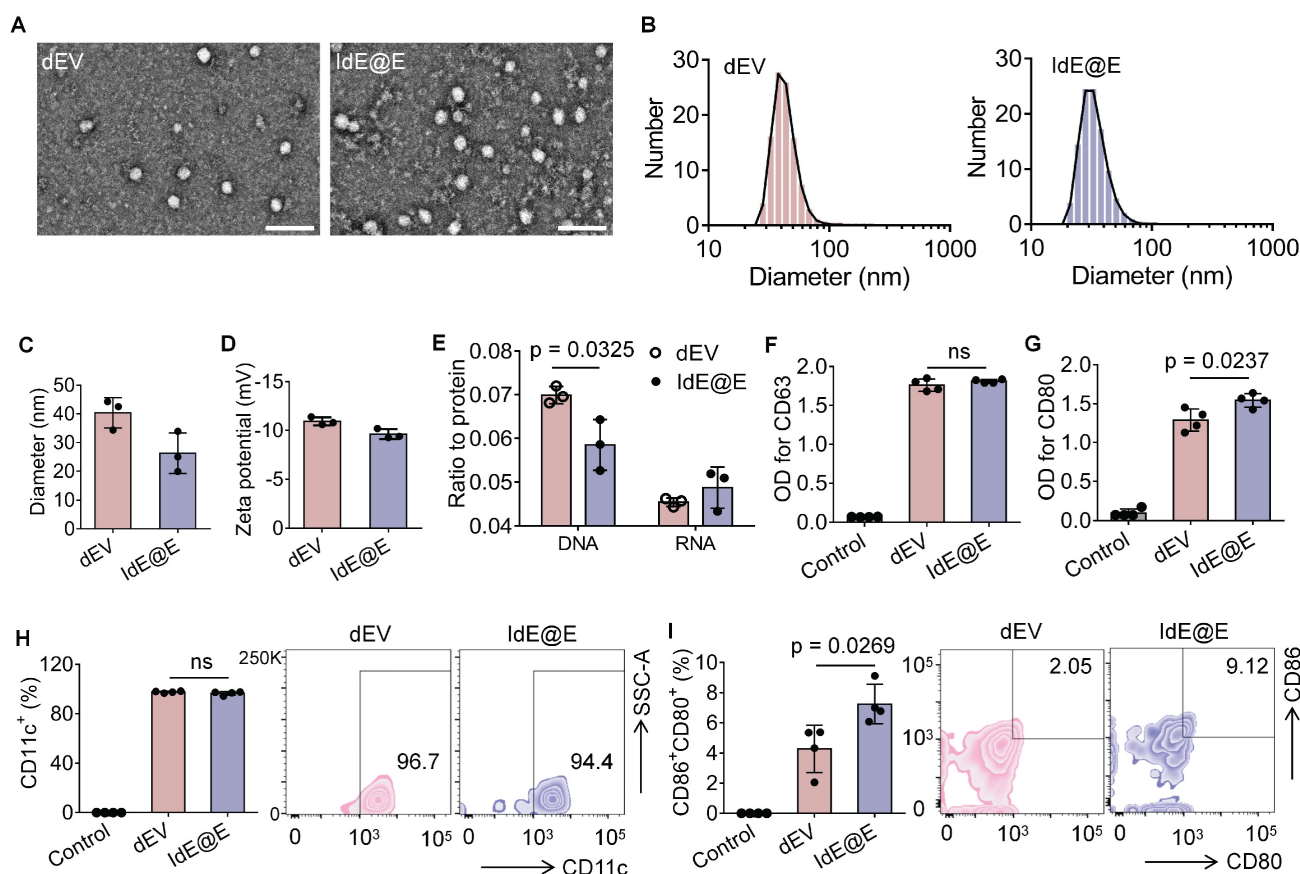 A
dEV
IdE@E
B
30
20
10
0
Number
dEV
10 100 1000
Diameter (nm)
30
20
10
0
Number
IdE@E
10 100 1000
Diameter (nm)
C
50
40
30
20
10
0
Diameter (nm)
dEV
IdE@E
D
-15
-10
-5
0
Zeta potential (mV)
dEV
IdE@E
E
0.08
0.07
0.06
0.05
0.04
Ratio to protein
p = 0.0325
dEV
IdE@E
DNA
RNA
F
2.0
1.5
1.0
0.5
0.0
OD for CD63
ns
Control
dEV
IdE@E
G
2.0
1.5
1.0
0.5
0.0
OD for CD80
p = 0.0237
Control
dEV
IdE@E
H
120
80
40
0
CD11c⁺ (%)
ns
Control
dEV
IdE@E
dEV
250K
0
96.7
0 10³ 10⁵
IdE@E
94.4
0 10³ 10⁵
SSC-A
CD11c
I
10
8
6
4
2
0
CD86⁺CD80⁺ (%)
p = 0.0269
Control
dEV
IdE@E
dEV
10⁵
10³
0
2.05
0 10³ 10⁵
IdE@E
9.12
0 10³ 10⁵
CD86
CD80